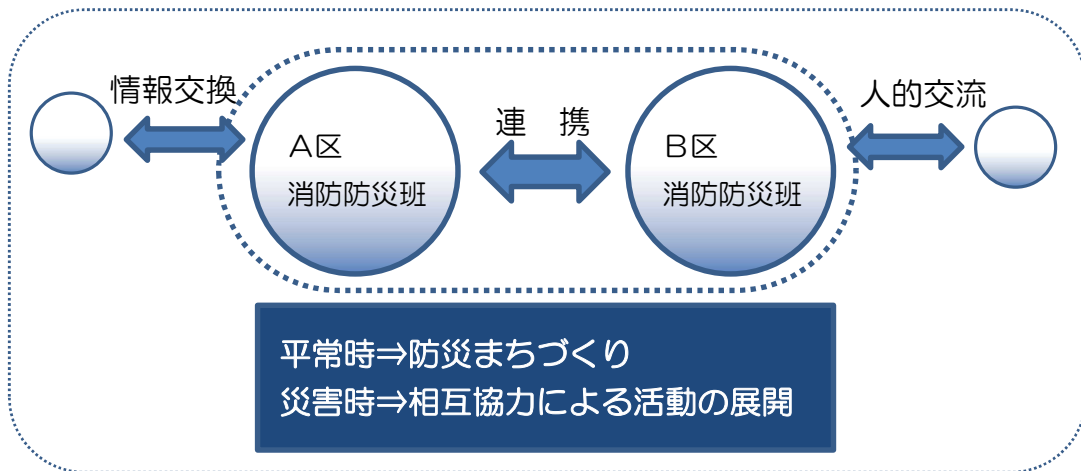 情報交換
人的交流
連　携
A区
消防防災班
B区
消防防災班
平常時⇒防災まちづくり
災害時⇒相互協力による活動の展開